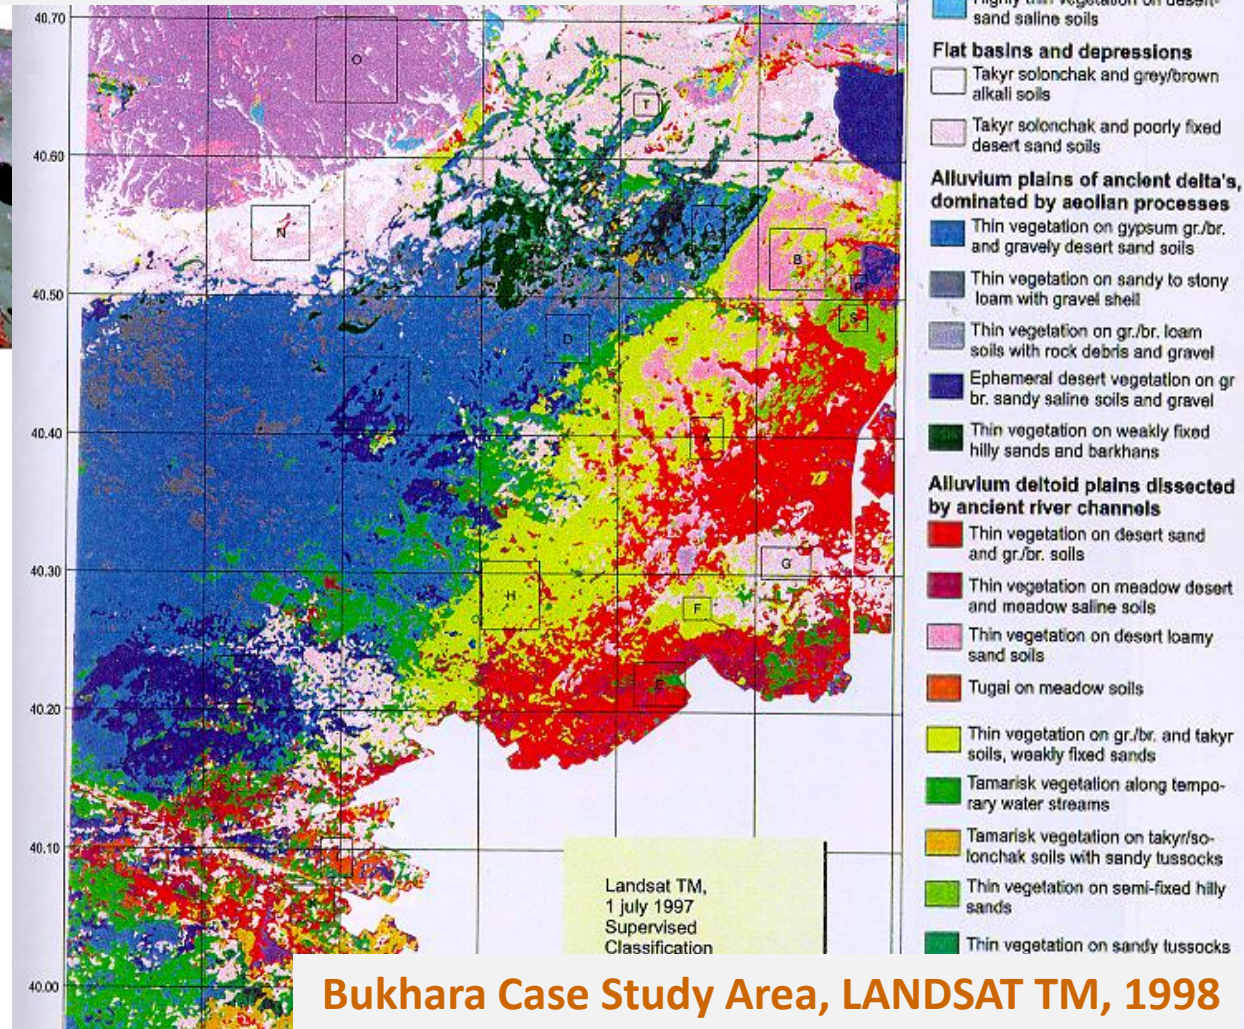 40.70
40.60
40.50
40.40
40.30
40.20
40.10
40.00
O
T
N
B
D
S
A
G
H
F
E
K
sand saline soils
Flat basins and depressions
Takyr solonchak and grey/brown
alkali soils
Takyr solonchak and poorly fixed
desert sand soils
Alluvium plains of ancient delta's,
dominated by aeolian processes
Thin vegetation on gypsum gr./br.
and gravely desert sand soils
Thin vegetation on sandy to stony
loam with gravel shell
Thin vegetation on gr./br. loam
soils with rock debris and gravel
Ephemeral desert vegetation on gr
br. sandy saline soils and gravel
Thin vegetation on weakly fixed
hilly sands and barkhans
Alluvium deltoid plains dissected
by ancient river channels
Thin vegetation on desert sand
and gr./br. soils
Thin vegetation on meadow desert
and meadow saline soils
Thin vegetation on desert loamy
sand soils
Tugai on meadow soils
Thin vegetation on gr./br. and takyr
soils, weakly fixed sands
Tamarisk vegetation along tempo-
rary water streams
Tamarisk vegetation on takyr/so-
lonchak soils with sandy tussocks
Thin vegetation on semi-fixed hilly
sands
Thin vegetation on sandy tussocks
Landsat TM,
1 july 1997
Supervised
Classification
Bukhara Case Study Area, LANDSAT TM, 1998